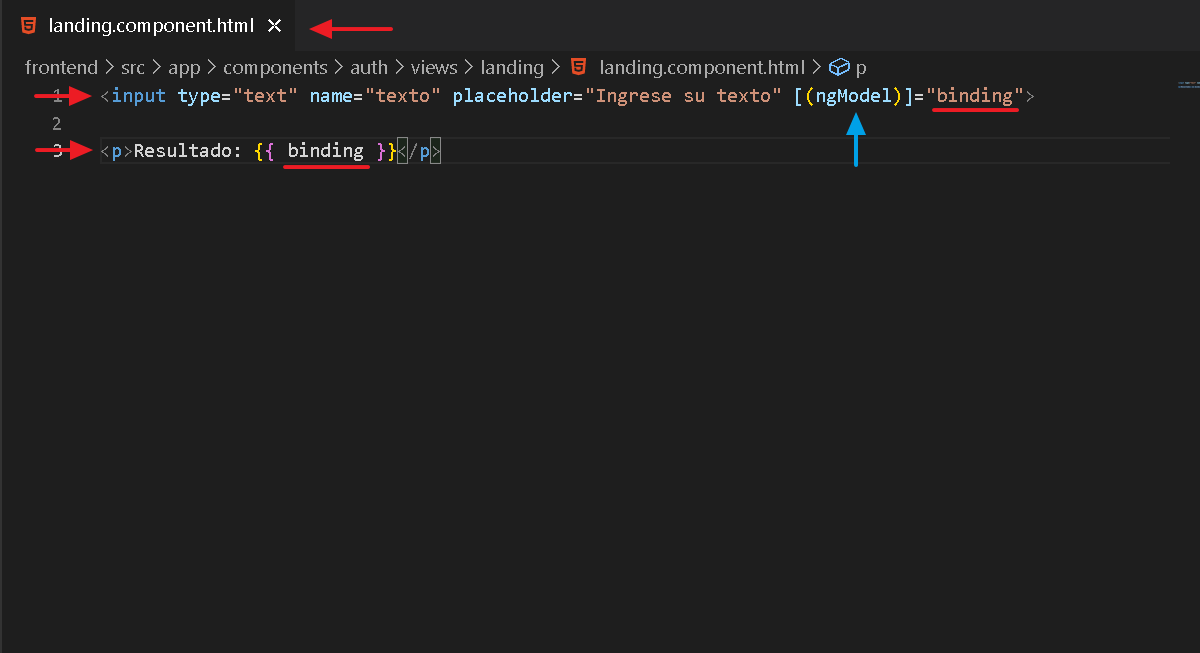 landing.component.html
frontend > src > app > components > auth > views > landing > landing.component.html > p
1 <input type="text" name="texto" placeholder="Ingrese su texto" [(ngModel)]="binding">
2
3 <p>Resultado: {{ binding }}</p>